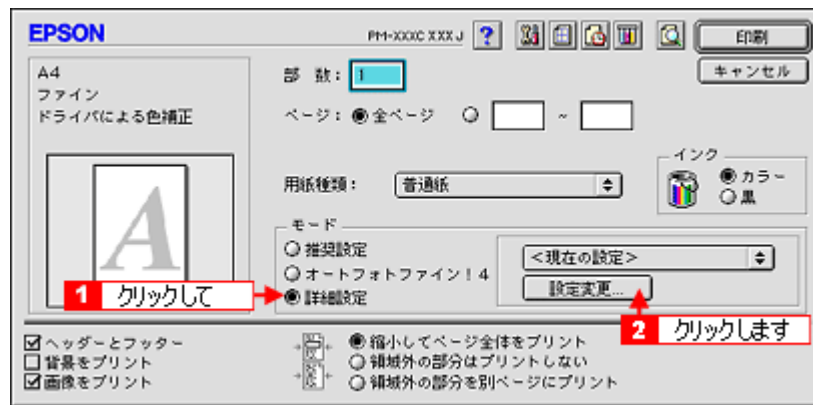 EPSON
PM-XXXC XXX J
?
印刷
キャンセル
A4
ファイン
ドライバによる色補正
A
部 数：
1
ページ：
全ページ
~
用紙種類：
普通紙
インク
カラー
黒
モード
推奨設定
オートフォトファイン！4
詳細設定
<現在の設定>
設定変更...
1 クリックして
2 クリックします
ヘッダーとフッター
背景をプリント
画像をプリント
縮小してページ全体をプリント
領域外の部分はプリントしない
領域外の部分を別ページにプリント